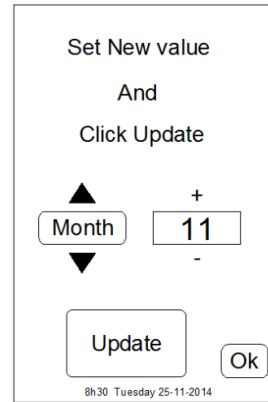 Set New value
And
Click Update
+
Month 11
-
Update
Ok
8h30 Tuesday 25-11-2014